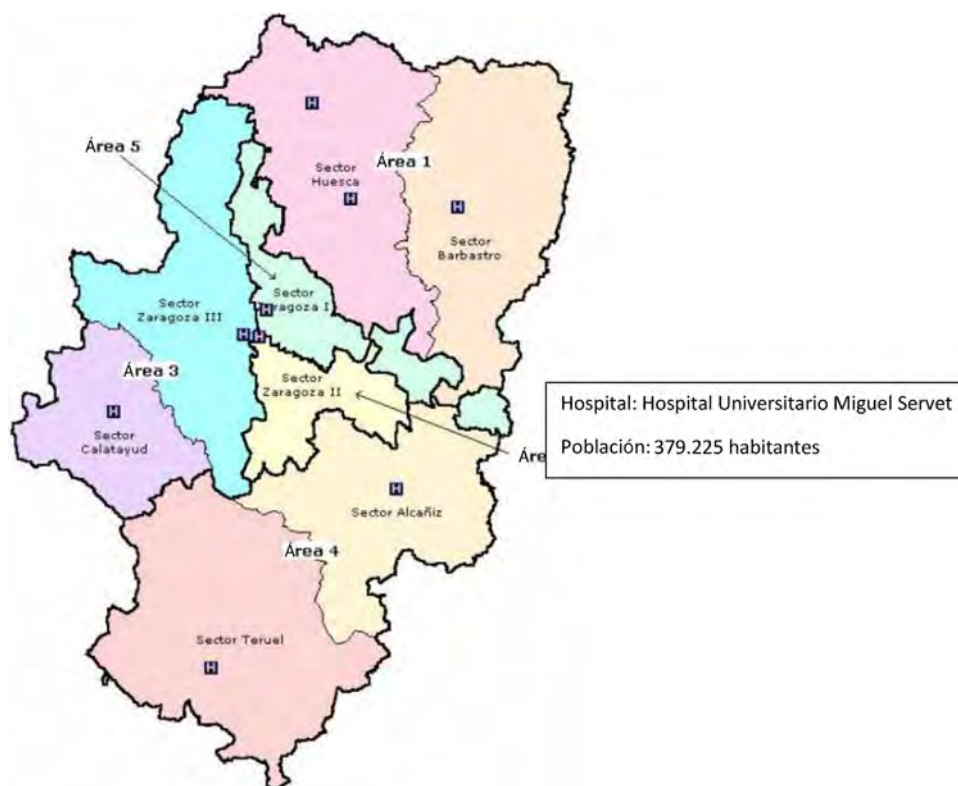 Área 5
Área 1
Sector
Huesca
Sector
Barbastro
Sector
Zaragoza III
Sector
Zaragoza I
Área 3
Sector
Zaragoza II
Sector
Calatayud
Hospital: Hospital Universitario Miguel Servet
Población: 379.225 habitantes
Sector Alcañiz
Área 4
Sector Teruel
H
H
H
H
H
H
H
H
H